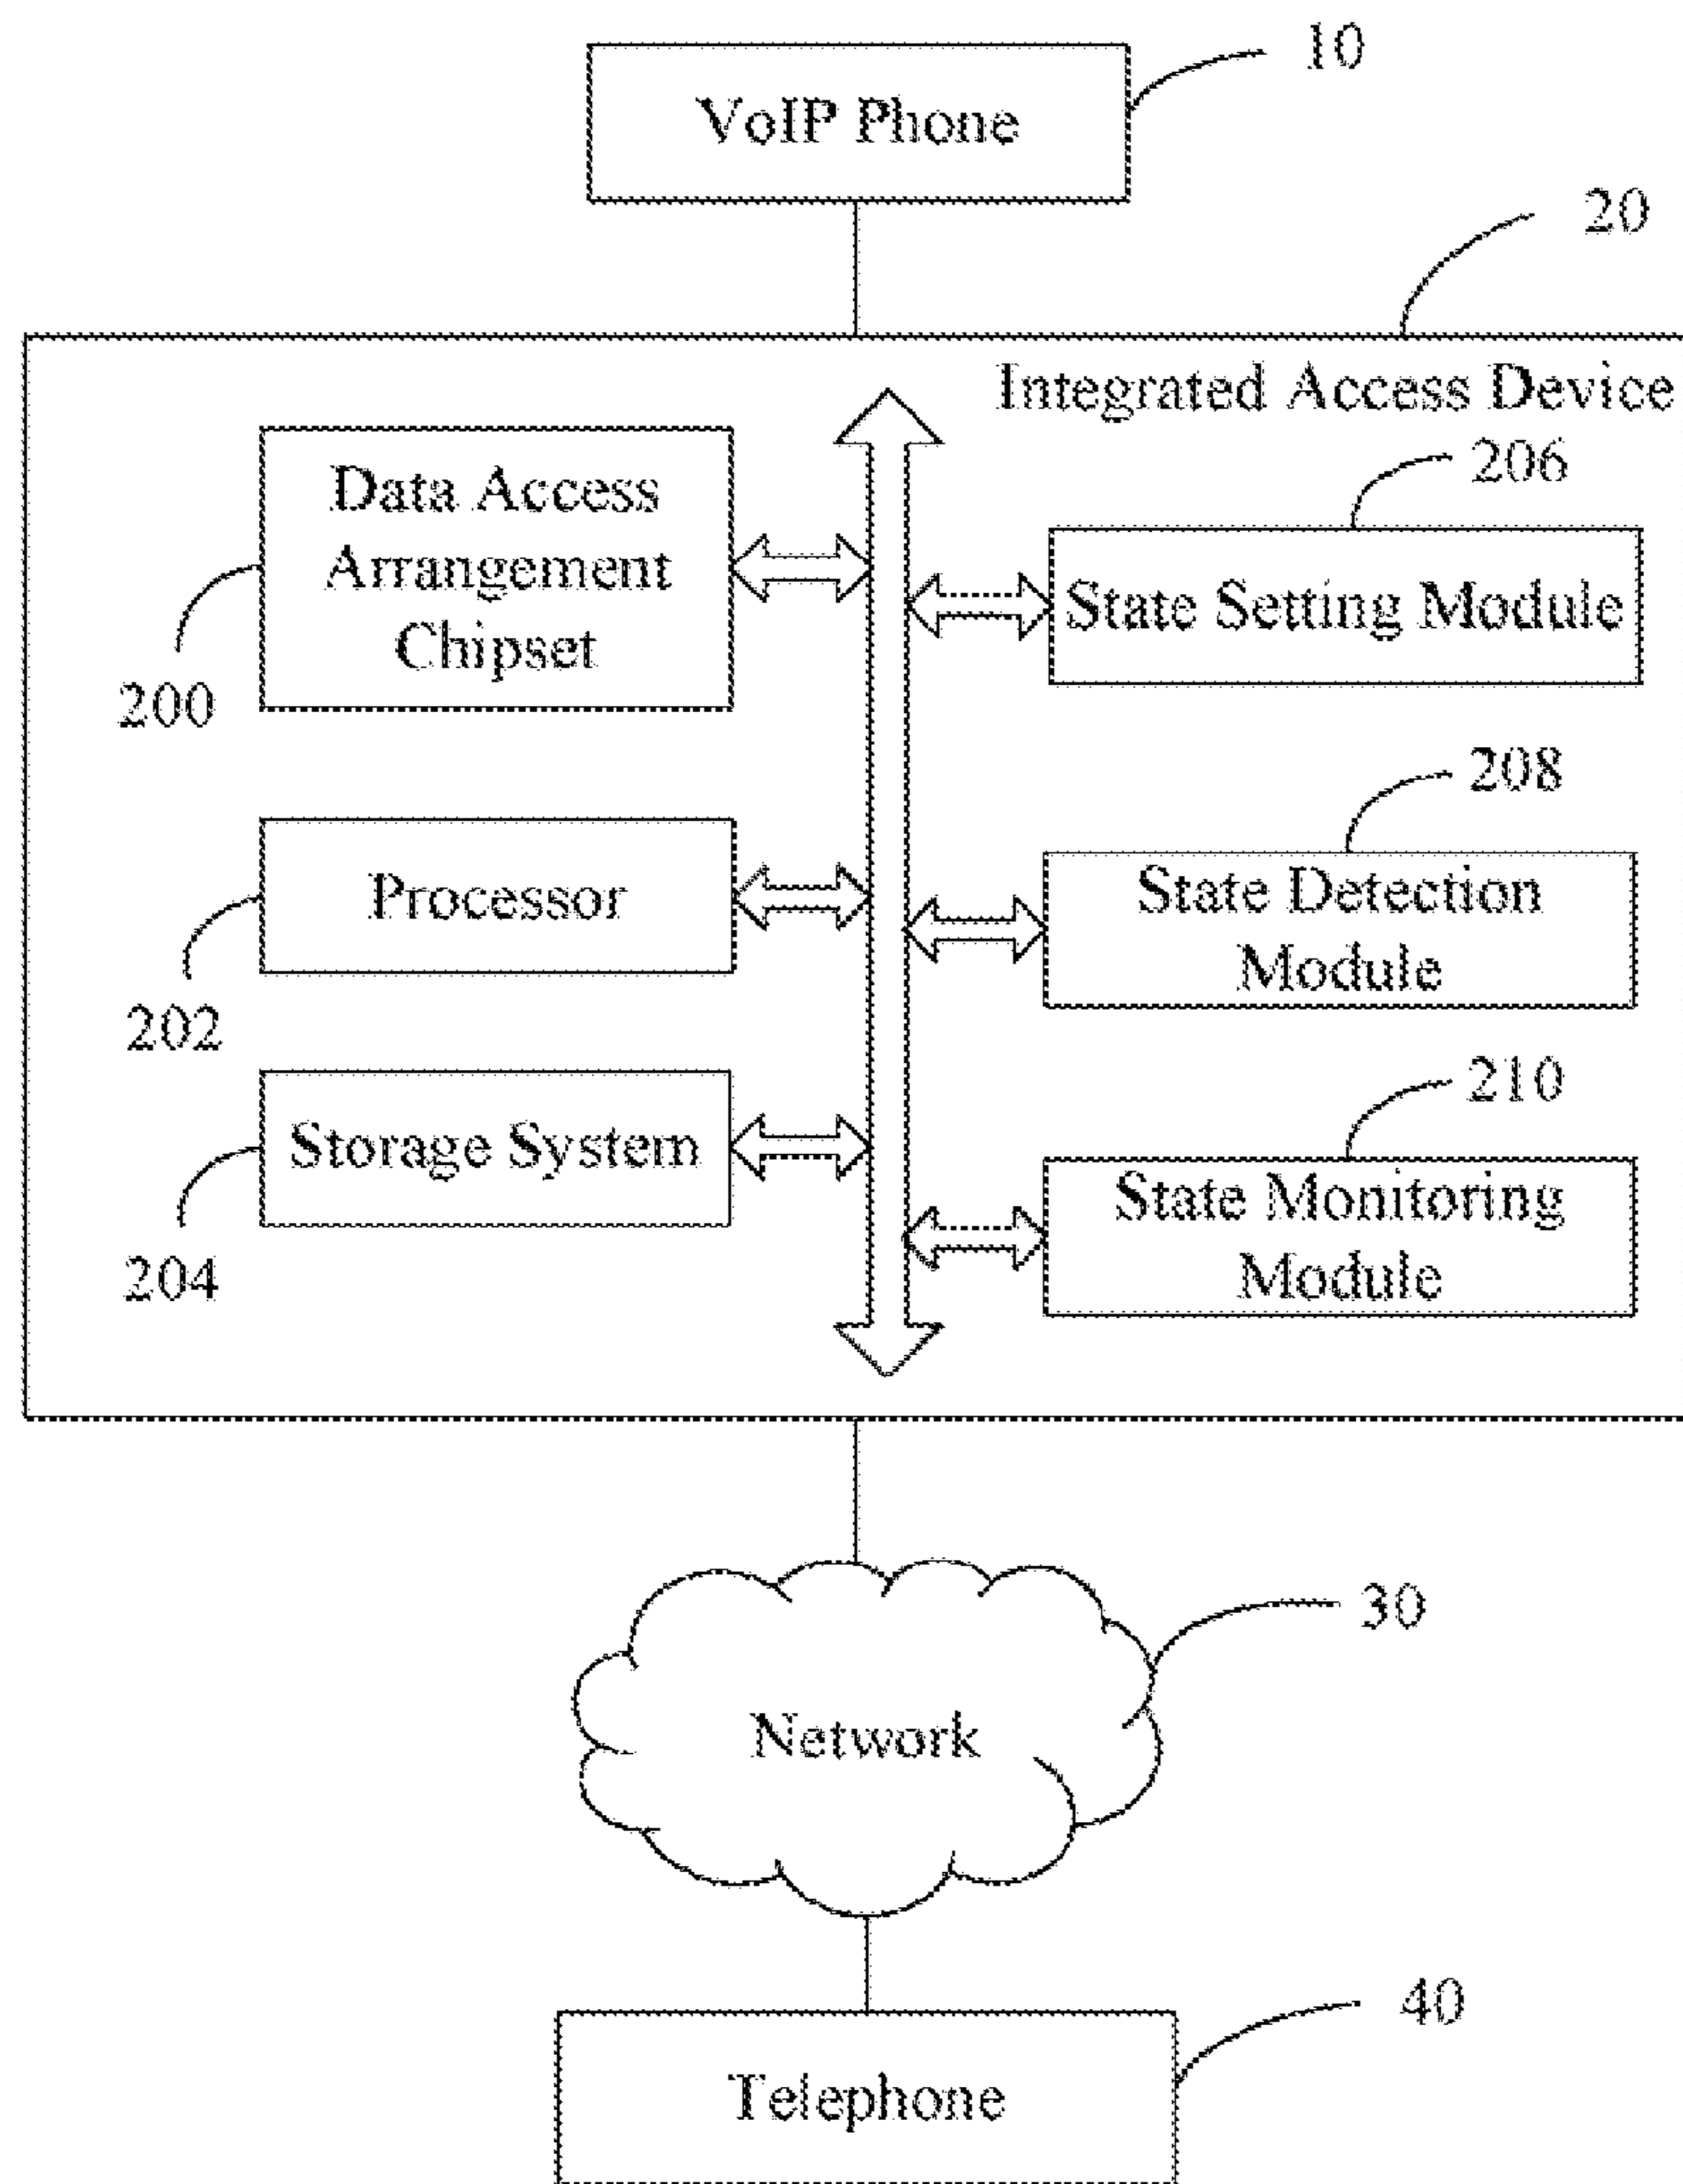 10
VoIP Phone
20
Integrated Access Device
206
Data Access
Arrangement
Chipset
State Setting Module
200
208
Processor
State Detection
Module
202
210
Storage System
State Monitoring
Module
204
30
Network
40
Telephone